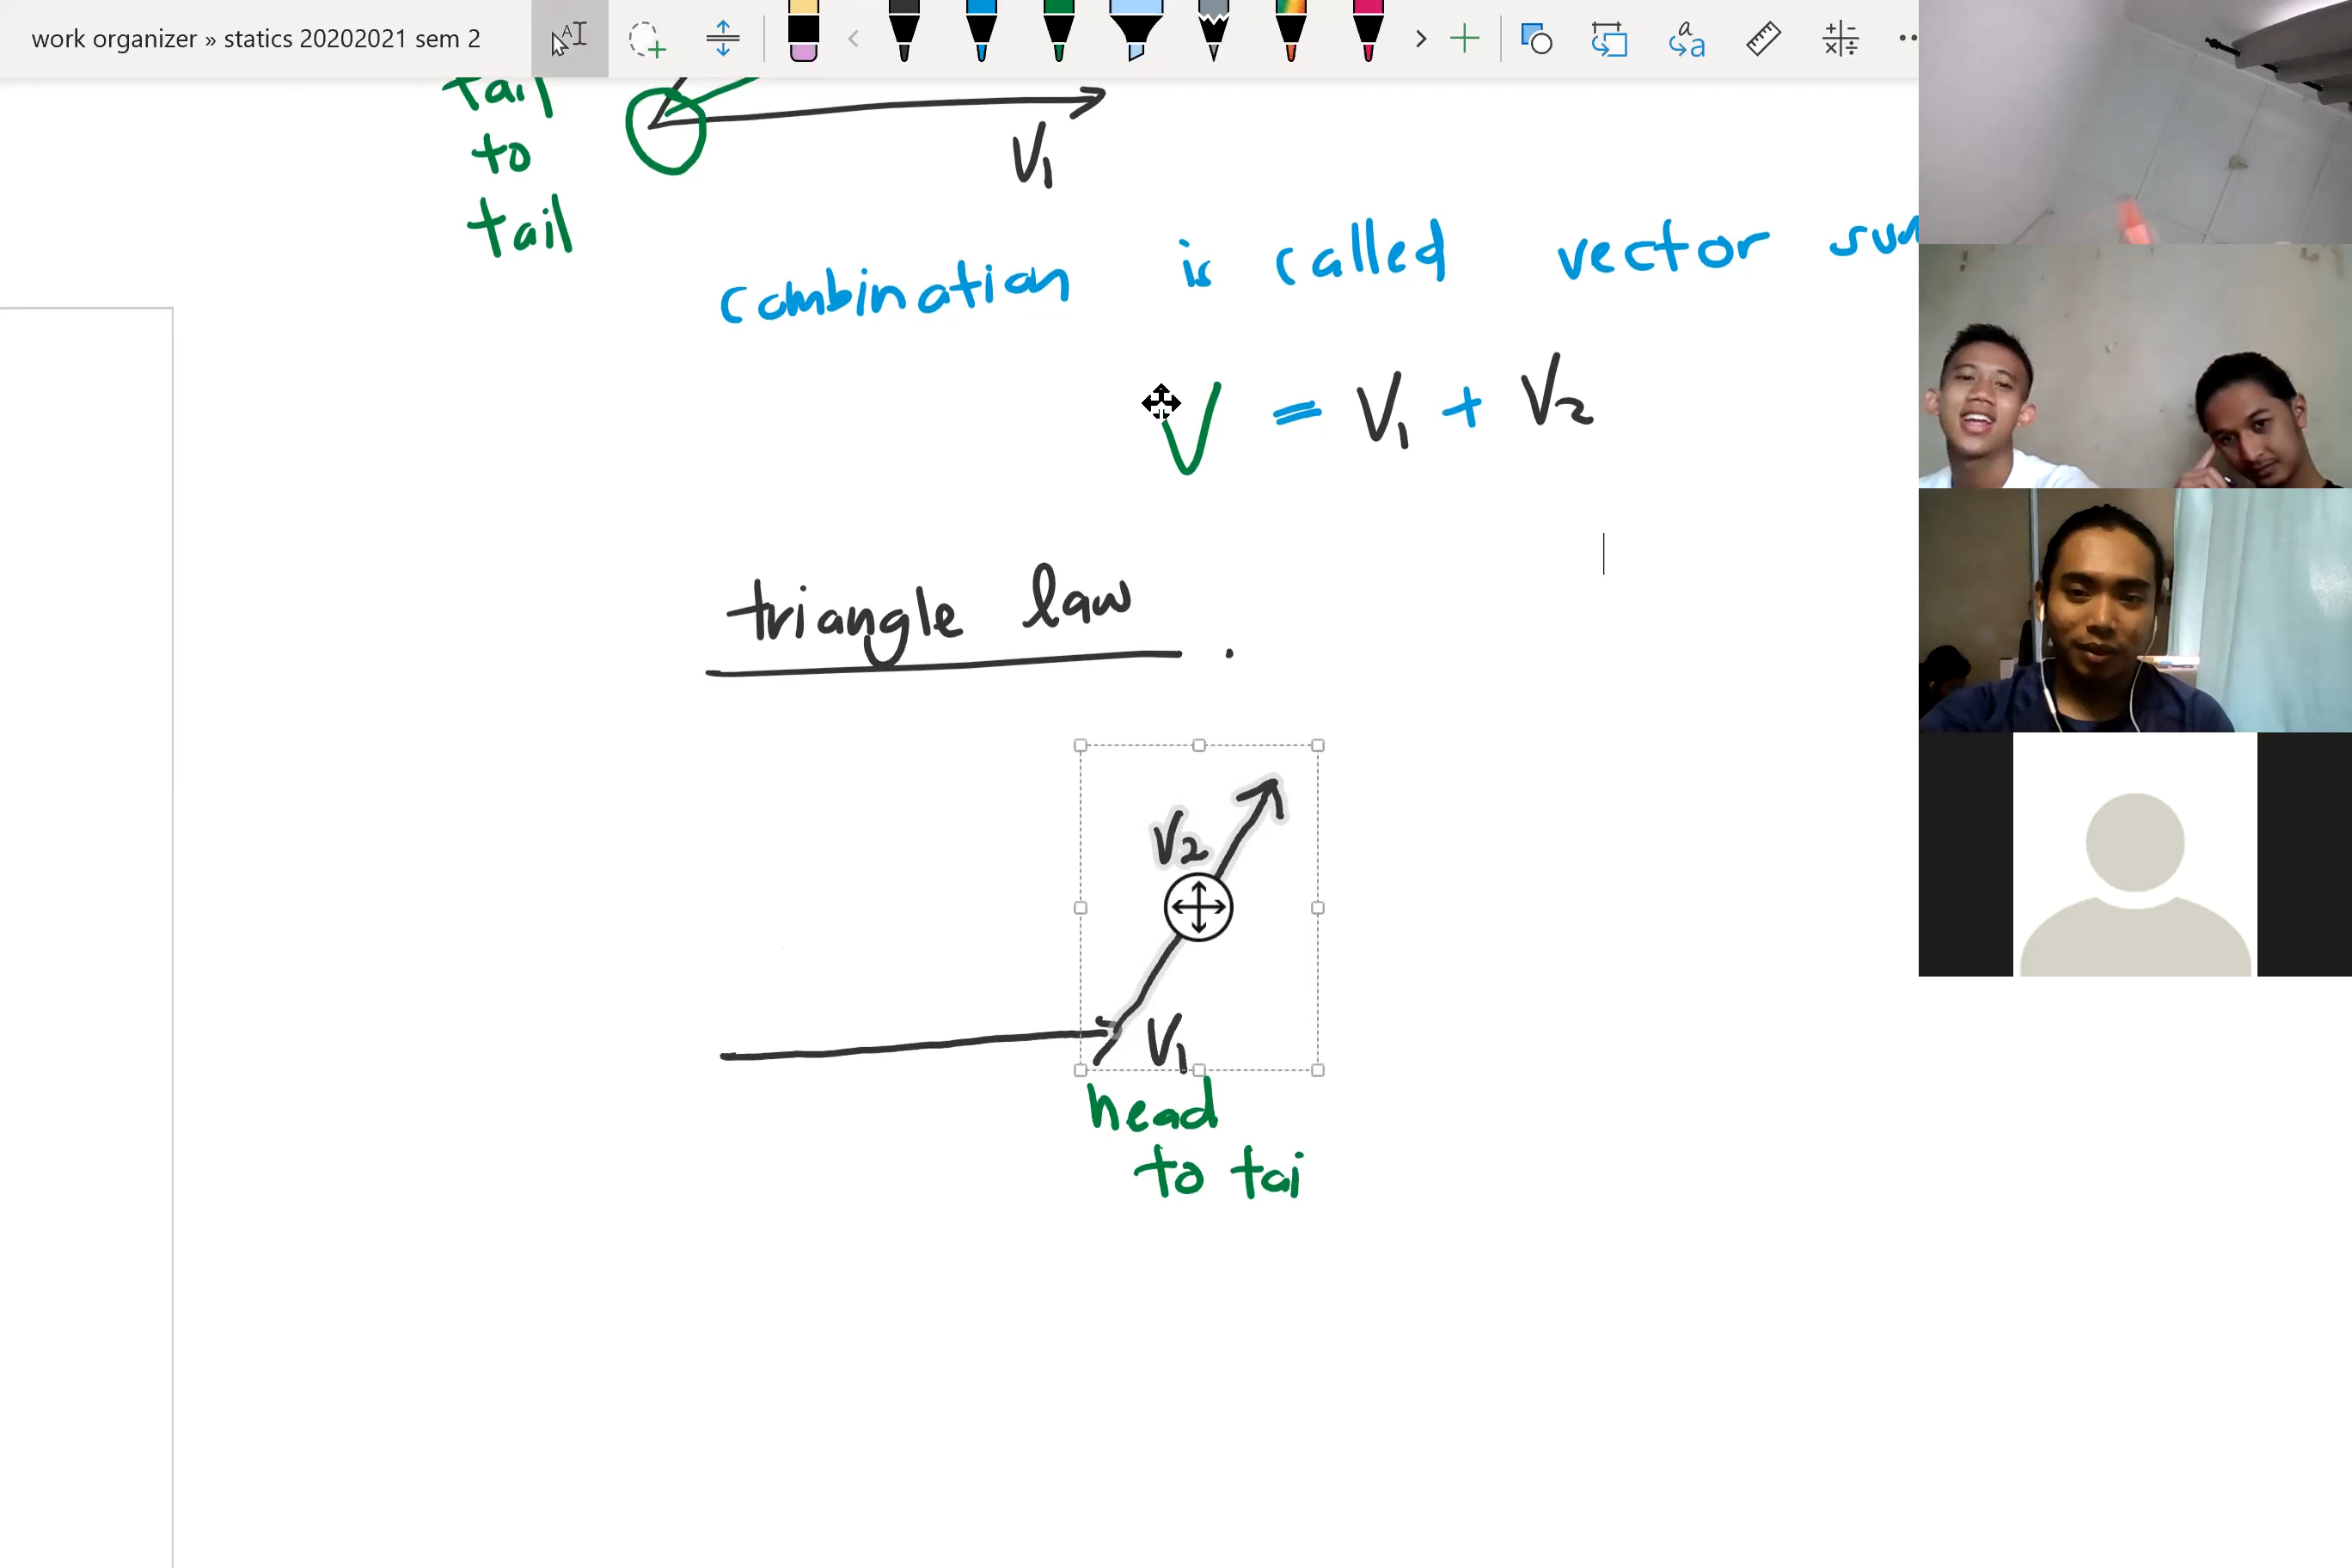 work organizer » statics 20202021 sem 2
tail
to
tail
V1
combination is called vector sum
V = V1 + V2
triangle law.
V2
V1
head
to tai